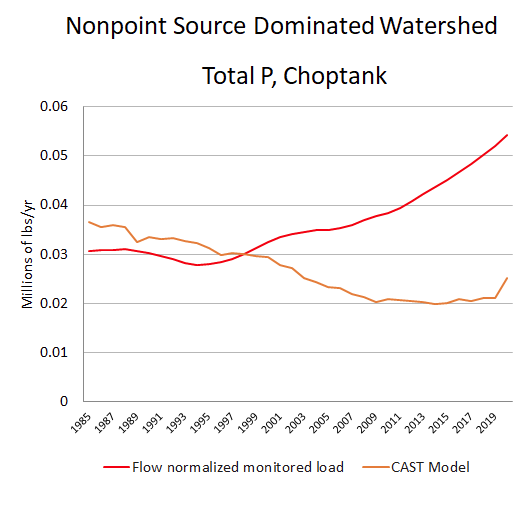 Nonpoint Source Dominated Watershed
Total P, Choptank
0.06
0.05
0.04
0.03
0.02
0.01
0
Millions of lbs/yr
1985 1987 1989 1991 1993 1995 1997 1999 2001 2003 2005 2007 2009 2011 2013 2015 2017 2019
Flow normalized monitored load CAST Model